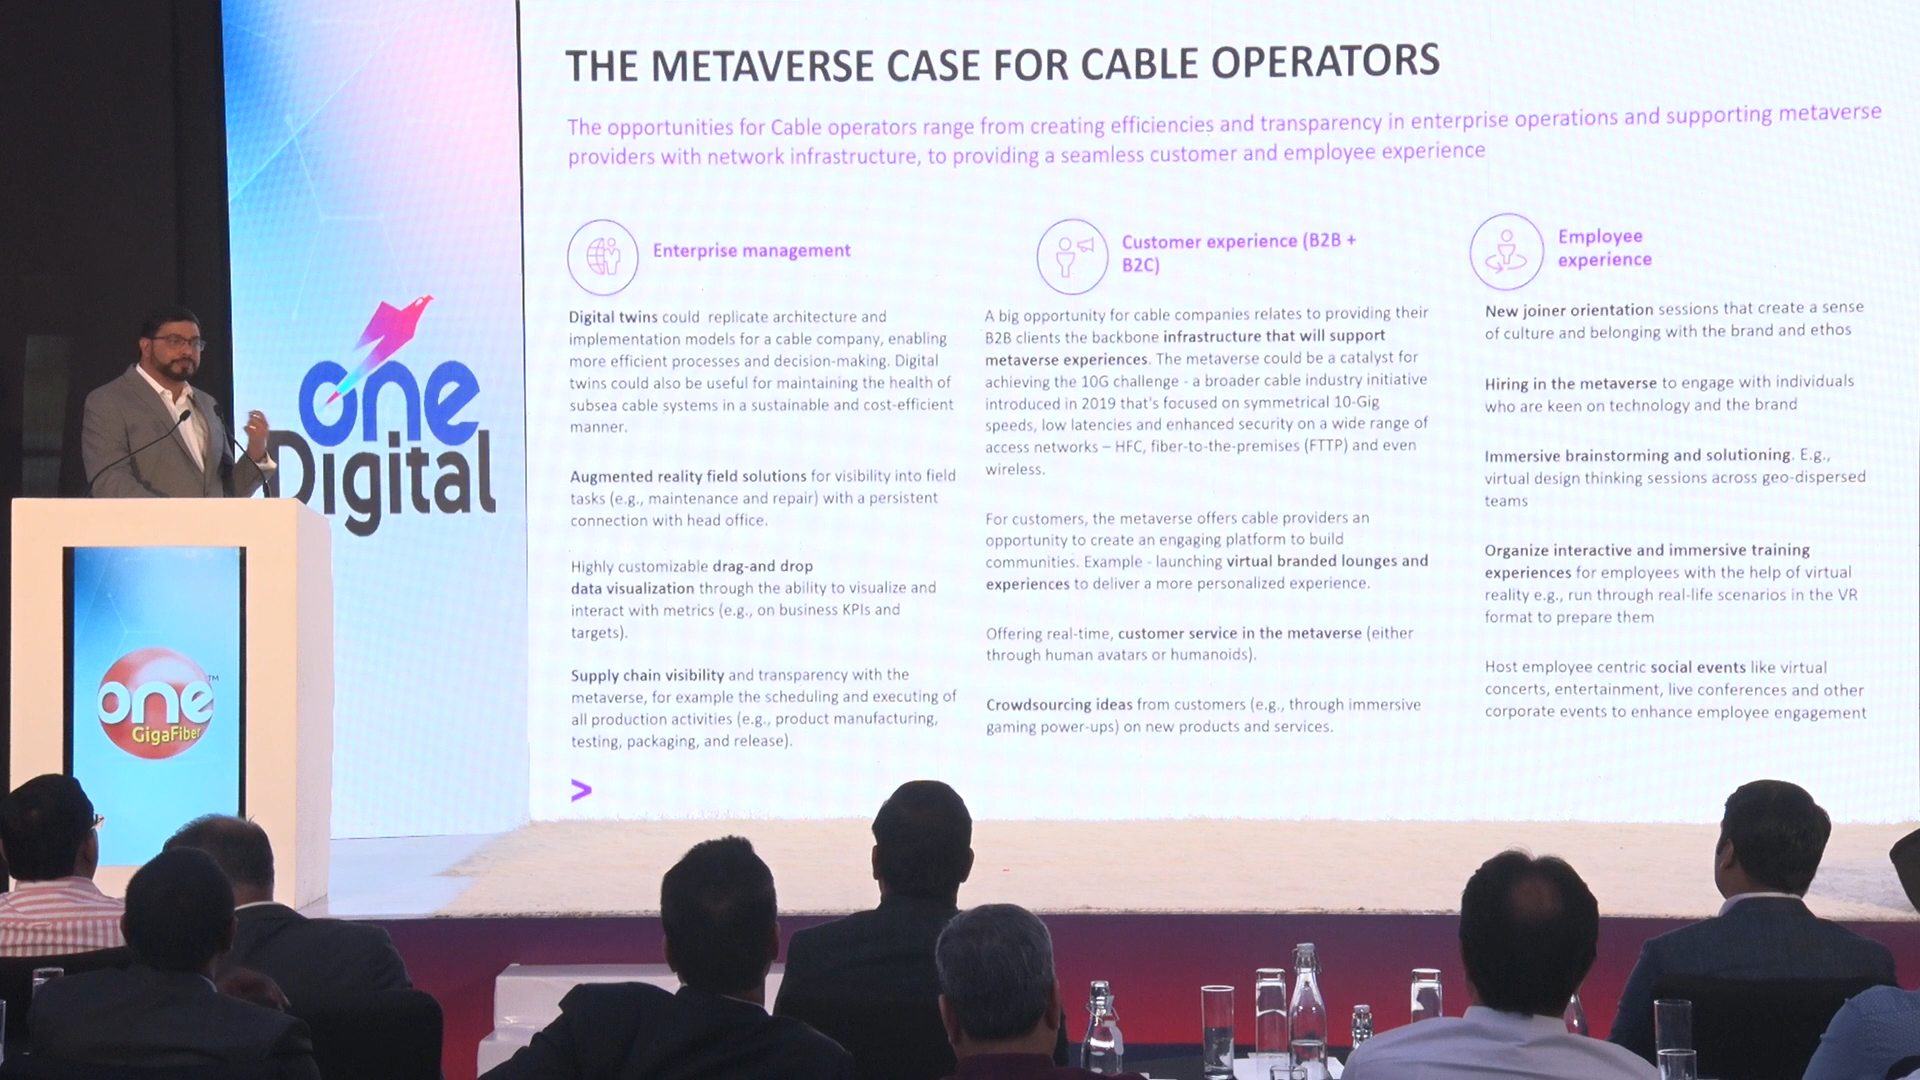 THE METAVERSE CASE FOR CABLE OPERATORS
The opportunities for Cable operators range from creating efficiencies and transparency in enterprise operations and supporting metaverse
providers with network infrastructure, to providing a seamless customer and employee experience
Enterprise management
Digital twins could replicate architecture and
implementation models for a cable company, enabling
more efficient processes and decision-making. Digital
twins could also be useful for maintaining the health of
subsea cable systems in a sustainable and cost-efficient
manner.
Augmented reality field solutions for visibility into field
tasks (e.g., maintenance and repair) with a persistent
connection with head office.
Highly customizable drag-and drop
data visualization through the ability to visualize and
interact with metrics (e.g., on business KPIs and
targets).
Supply chain visibility and transparency with the
metaverse, for example the scheduling and executing of
all production activities (e.g., product manufacturing,
testing, packaging, and release).
>
Customer experience (B2B +
B2C)
A big opportunity for cable companies relates to providing their
B2B clients the backbone infrastructure that will support
metaverse experiences. The metaverse could be a catalyst for
achieving the 10G challenge - a broader cable industry initiative
introduced in 2019 that's focused on symmetrical 10-Gig
speeds, low latencies and enhanced security on a wide range of
access networks – HFC, fiber-to-the-premises (FTTP) and even
wireless.
For customers, the metaverse offers cable providers an
opportunity to create an engaging platform to build
communities. Example - launching virtual branded lounges and
experiences to deliver a more personalized experience.
Offering real-time, customer service in the metaverse (either
through human avatars or humanoids).
Crowdsourcing ideas from customers (e.g., through immersive
gaming power-ups) on new products and services.
Employee
experience
New joiner orientation sessions that create a sense
of culture and belonging with the brand and ethos
Hiring in the metaverse to engage with individuals
who are keen on technology and the brand
Immersive brainstorming and solutioning. E.g.,
virtual design thinking sessions across geo-dispersed
teams
Organize interactive and immersive training
experiences for employees with the help of virtual
reality e.g., run through real-life scenarios in the VR
format to prepare them
Host employee centric social events like virtual
concerts, entertainment, live conferences and other
corporate events to enhance employee engagement
one
Digital
one TM
GigaFiber